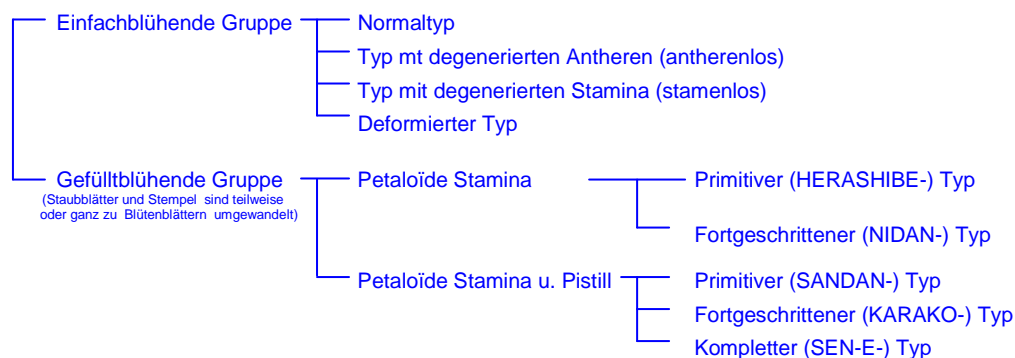 Einfachblühende Gruppe
Normaltyp
Typ mt degenerierten Antheren (antherenlos)
Typ mit degenerierten Stamina (stamenlos)
Deformierter Typ
Gefülltblühende Gruppe
(Staubblätter und Stempel sind teilweise
oder ganz zu Blütenblättern umgewandelt)
Petaloïde Stamina
Primitiver (HERASHIBE-) Typ
Fortgeschrittener (NIDAN-) Typ
Petaloïde Stamina u. Pistill
Primitiver (SANDAN-) Typ
Fortgeschrittener (KARAKO-) Typ
Kompletter (SEN-E-) Typ